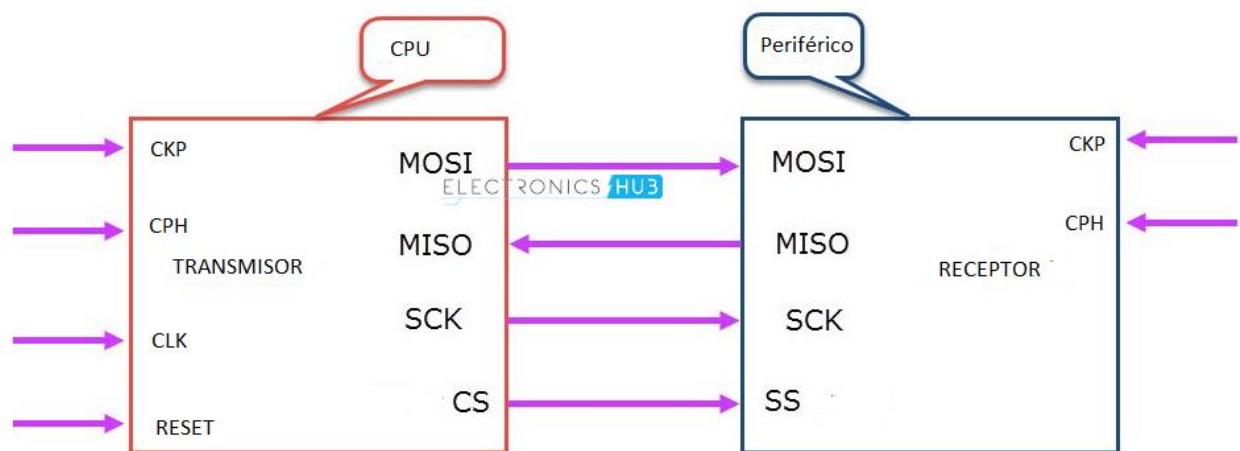 CPU
Periférico
CKP
CPH
TRANSMISOR
CLK
RESET
MOSI
MISO
SCK
CS
ELECTRONICS HUB
MOSI
MISO
SCK
SS
CKP
CPH
RECEPTOR